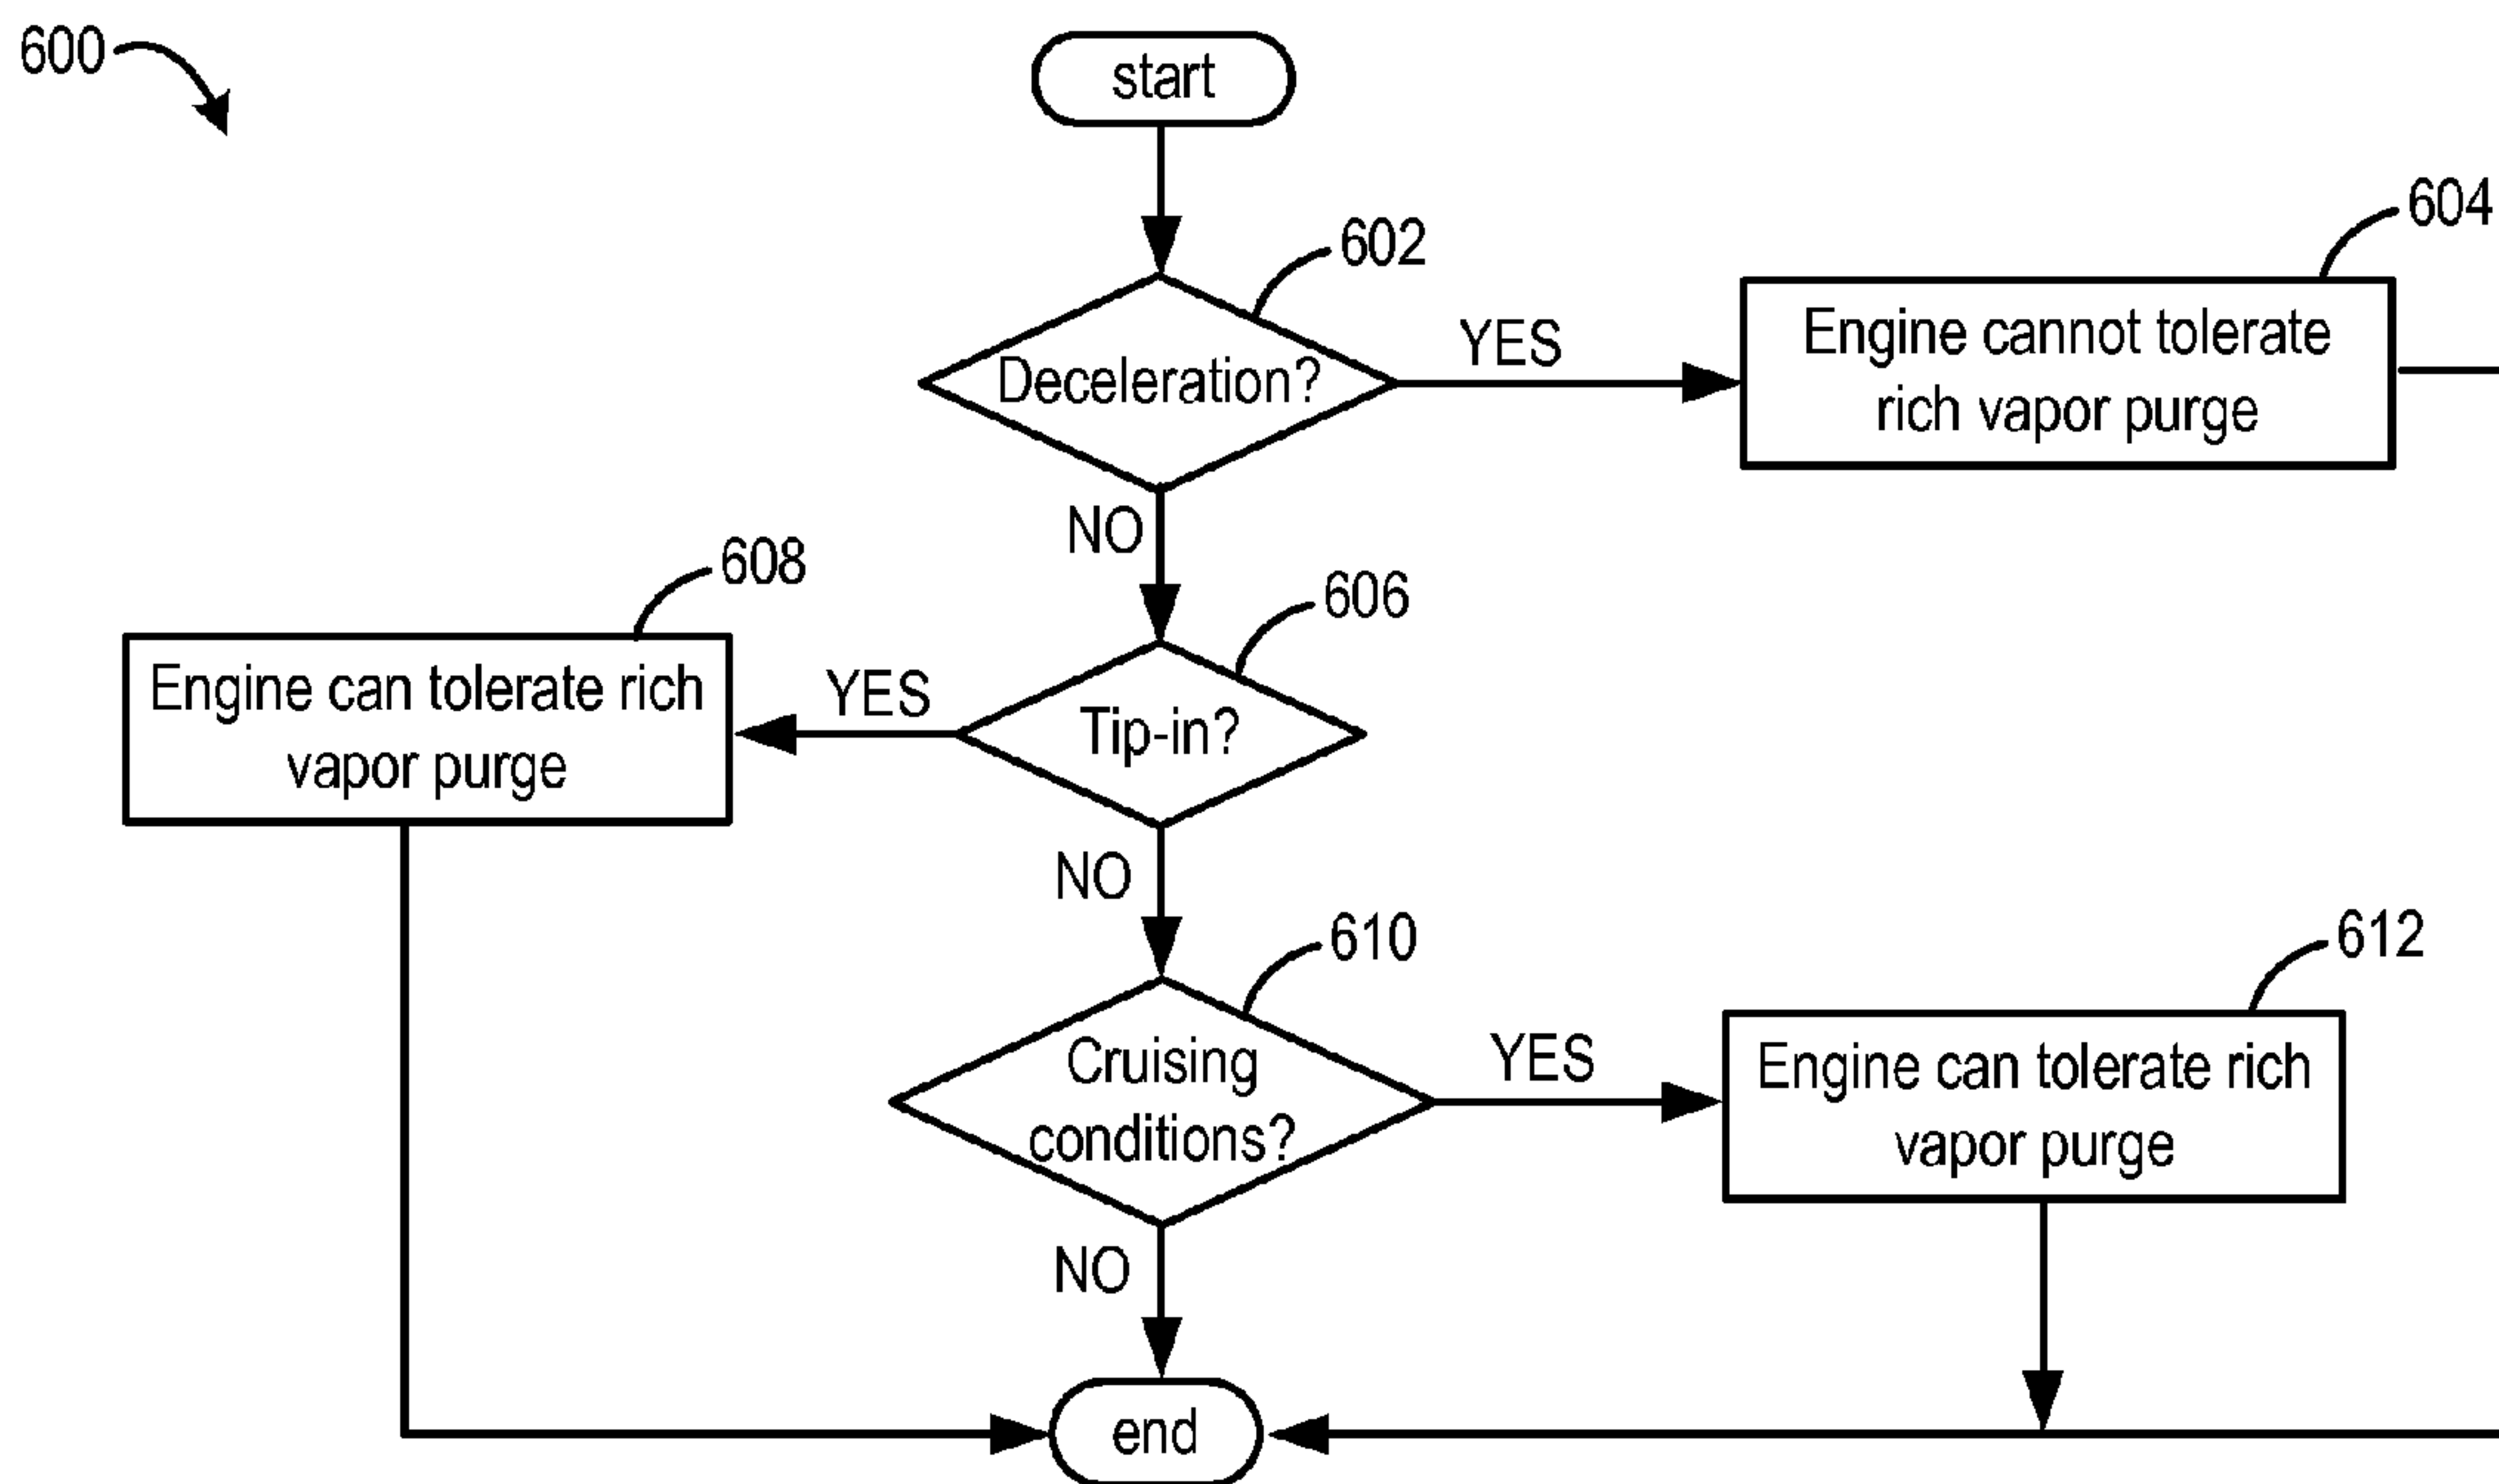 600
start
602
604
Deceleration?
YES
Engine cannot tolerate
rich vapor purge
NO
608
606
Engine can tolerate rich
vapor purge
YES
Tip-in?
NO
610
612
Cruising
conditions?
YES
Engine can tolerate rich
vapor purge
NO
end